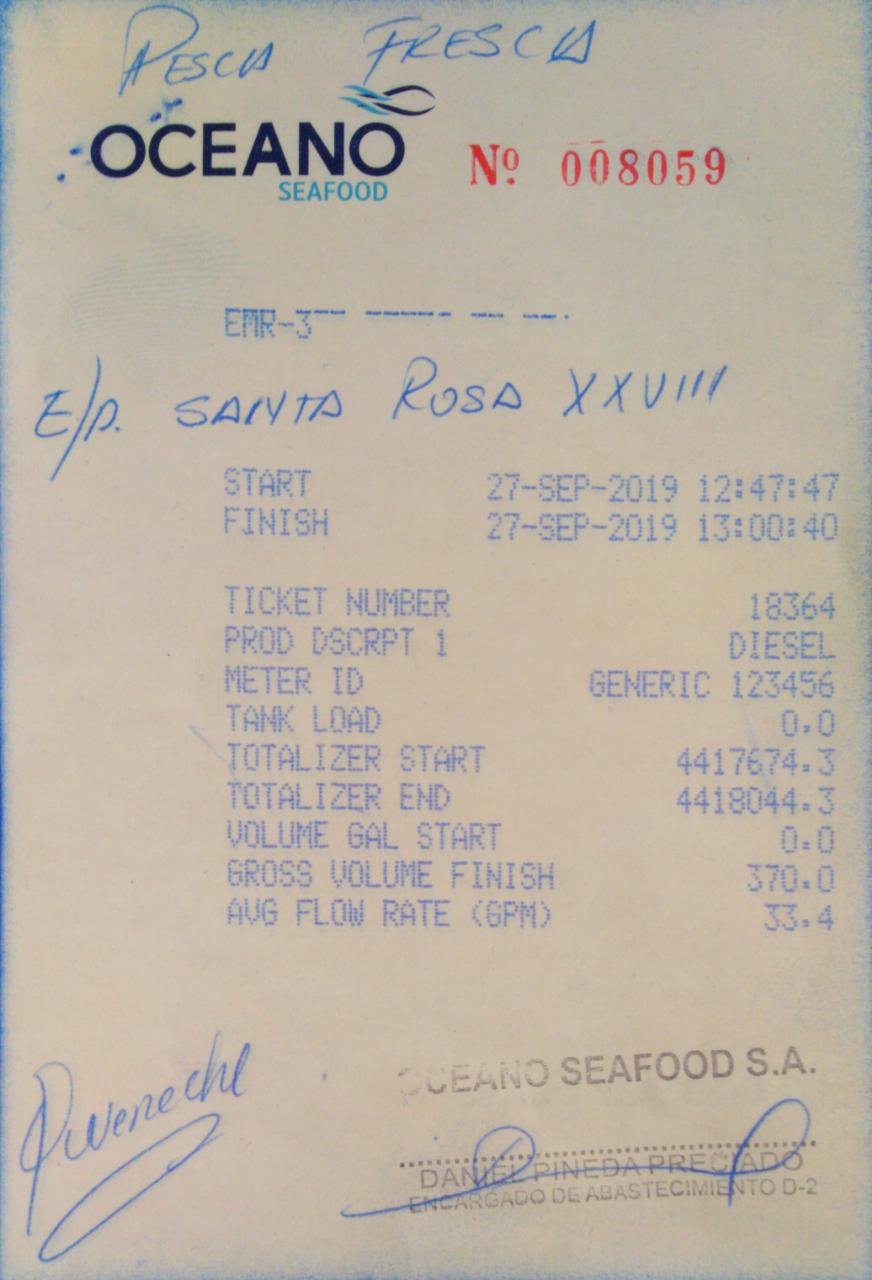 PESCA FRESCA
OCEANO
SEAFOOD
Nº 008059
EMR-3
E/P. SANTA ROSA XXVIII
START 27-SEP-2019 12:47:47
FINISH 27-SEP-2019 13:00:40
TICKET NUMBER 18364
PROD DSCRPT 1 DIESEL
METER ID GENERIC 123456
TANK LOAD 0.0
TOTALIZER START 4417674.3
TOTALIZER END 4418044.3
VOLUME GAL START 0.0
GROSS VOLUME FINISH 370.0
AVG FLOW RATE (GPM) 33.4
OCEANO SEAFOOD S.A.
DANIEL PINEDA PRECIADO
ENCARGADO DE ABASTECIMIENTO D-2